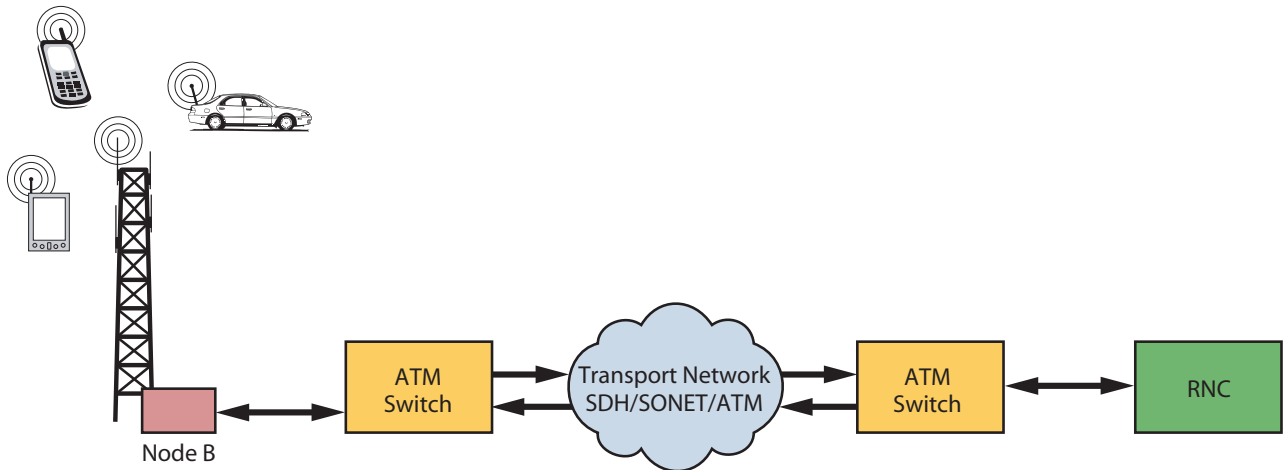 ATM
Switch
Transport Network
SDH/SONET/ATM
ATM
Switch
RNC
Node B